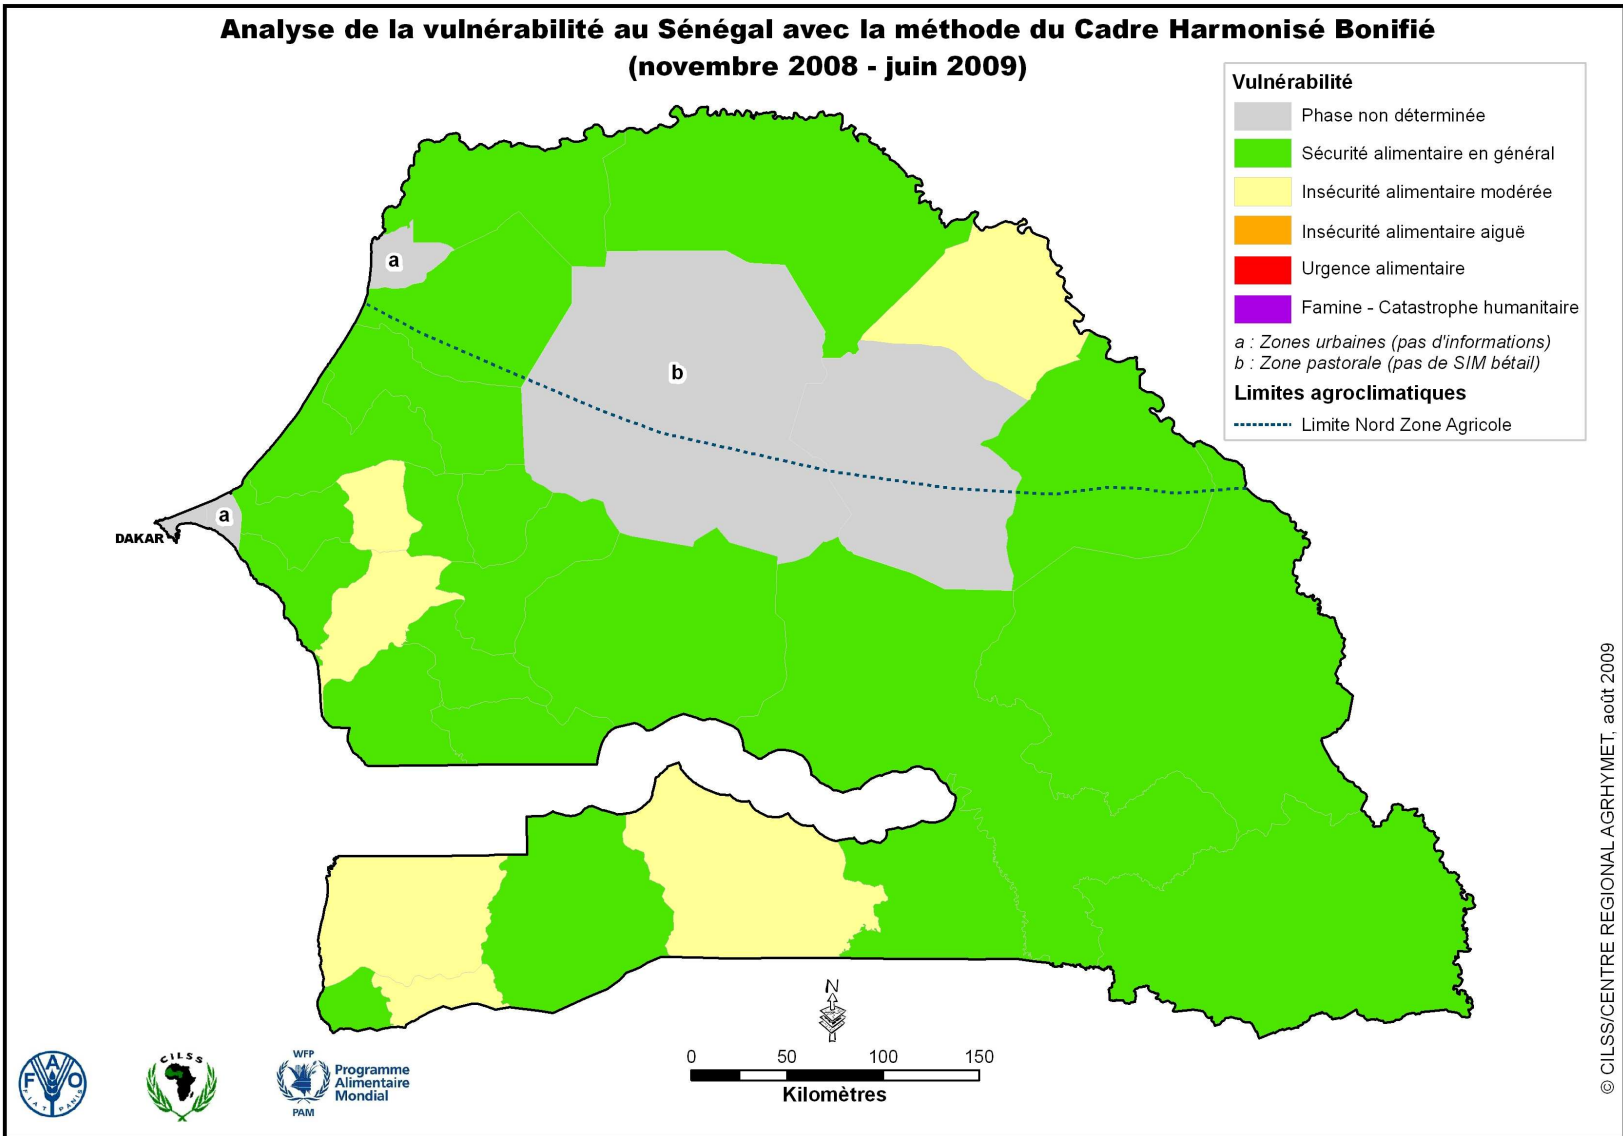 Analyse de la vulnérabilité au Sénégal avec la méthode du Cadre Harmonisé Bonifié
(novembre 2008 - juin 2009)
Vulnérabilité
Phase non déterminée
Sécurité alimentaire en général
Insécurité alimentaire modérée
Insécurité alimentaire aiguë
Urgence alimentaire
Famine - Catastrophe humanitaire
a : Zones urbaines (pas d'informations)
b : Zone pastorale (pas de SIM bétail)
Limites agroclimatiques
Limite Nord Zone Agricole
a
b
a
DAKAR
N
0 50 100 150
Kilomètres
F A O
FIAT PANIS
CILSS
WFP
Programme
Alimentaire
Mondial
PAM
© CILSS/CENTRE REGIONAL AGRHYMET, août 2009